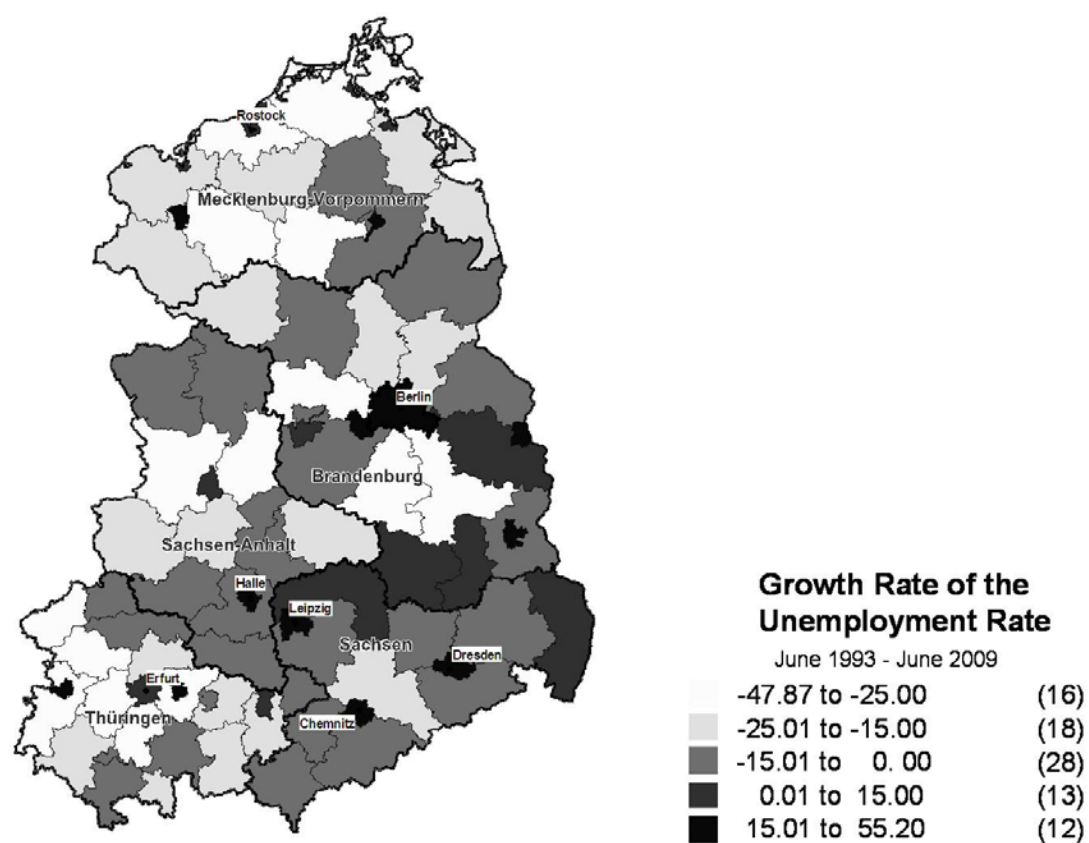 Rostock
Mecklenburg-Vorpommern
Berlin
Brandenburg
Sachsen-Anhalt
Halle
Leipzig
Sachsen
Dresden
Erfurt
Thüringen
Chemnitz
Growth Rate of the
Unemployment Rate
June 1993 - June 2009
-47.87 to -25.00 (16)
-25.01 to -15.00 (18)
-15.01 to 0.00 (28)
0.01 to 15.00 (13)
15.01 to 55.20 (12)